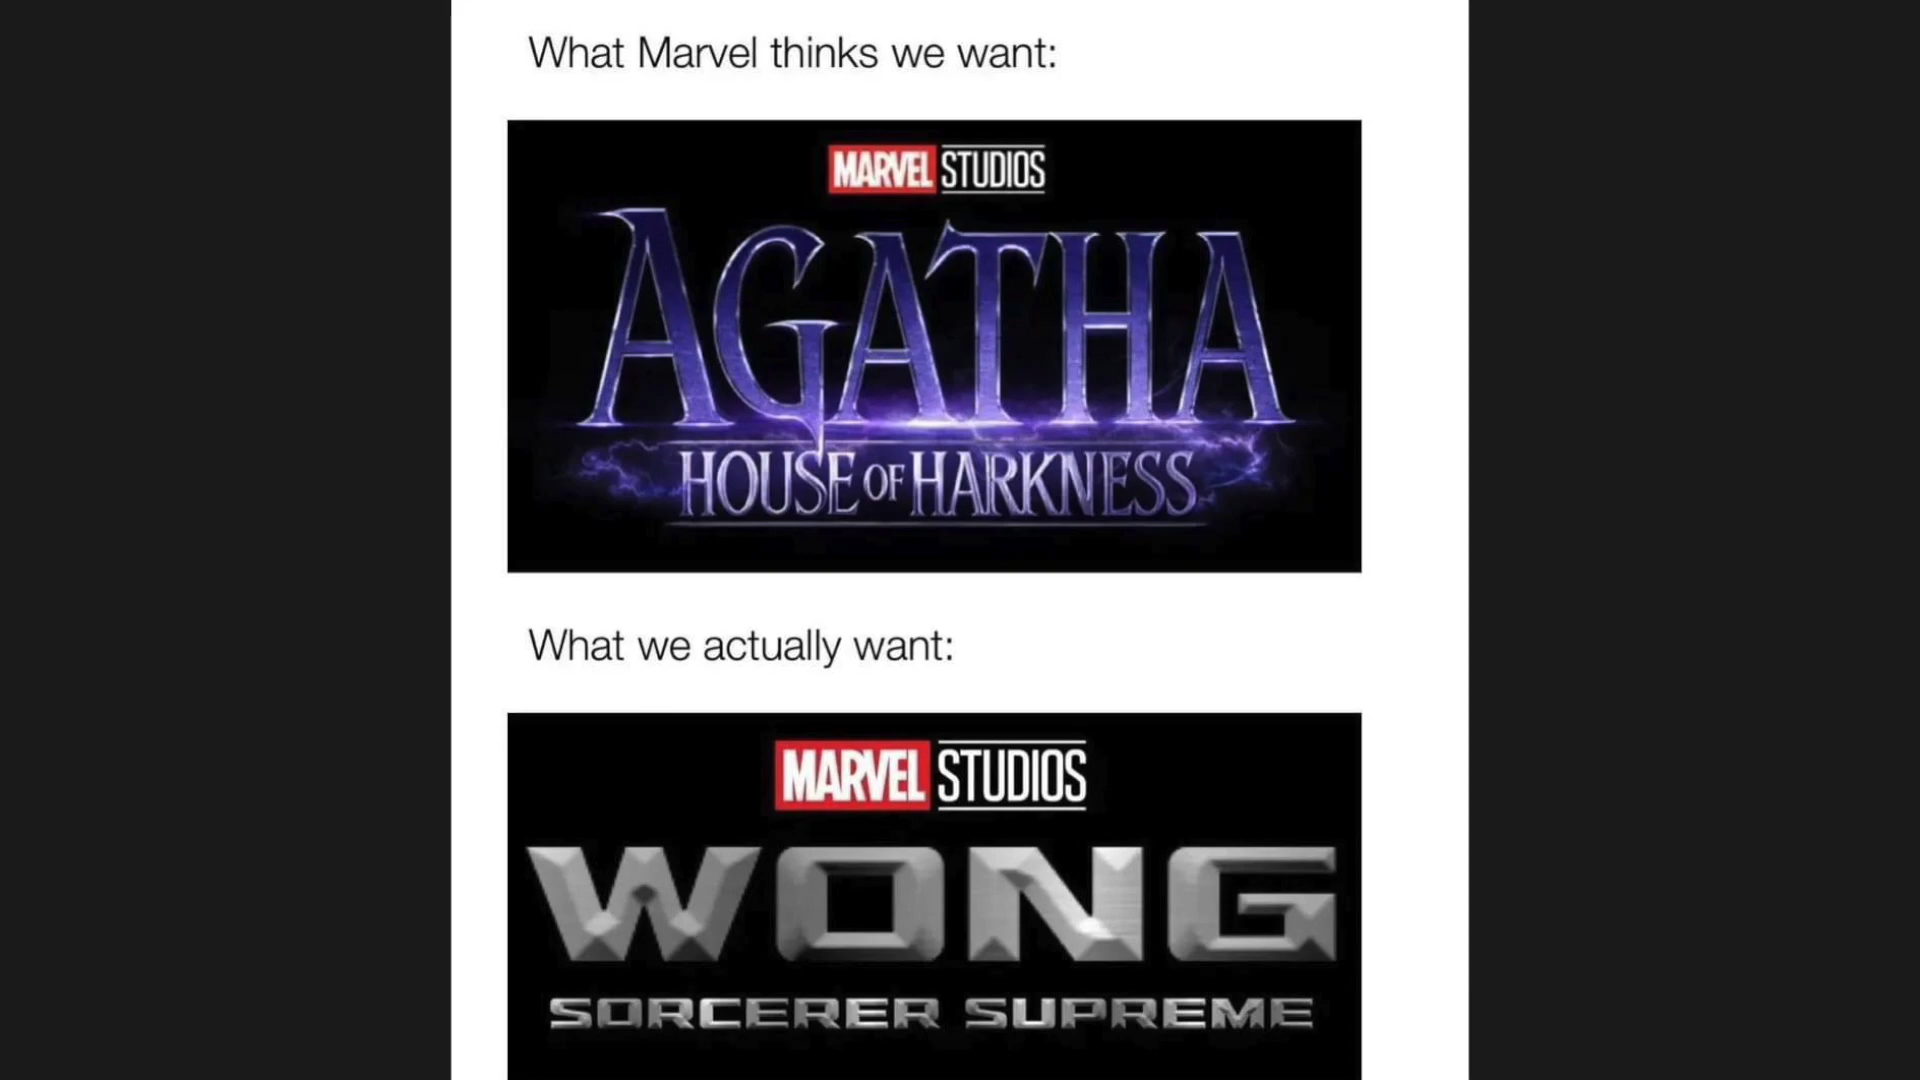 What Marvel thinks we want:
MARVEL STUDIOS
AGATHA
HOUSE OF HARKNESS
What we actually want:
MARVEL STUDIOS
WONG
SORCERER SUPREME